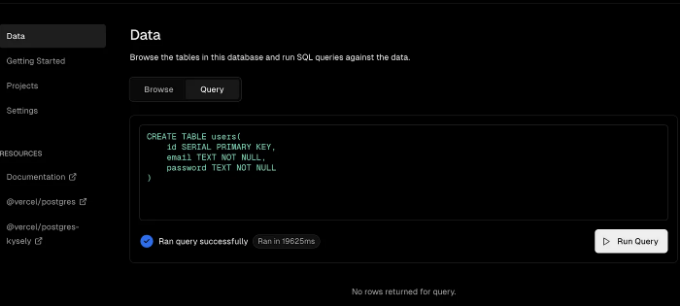 Data
Getting Started
Projects
Settings
RESOURCES
Documentation
@vercel/postgres
@vercel/postgres-
kysely
Data
Browse the tables in this database and run SQL queries against the data.
Browse
Query
CREATE TABLE users(
    id SERIAL PRIMARY KEY,
    email TEXT NOT NULL,
    password TEXT NOT NULL
)
Ran query successfully
Ran in 19625ms
Run Query
No rows returned for query.